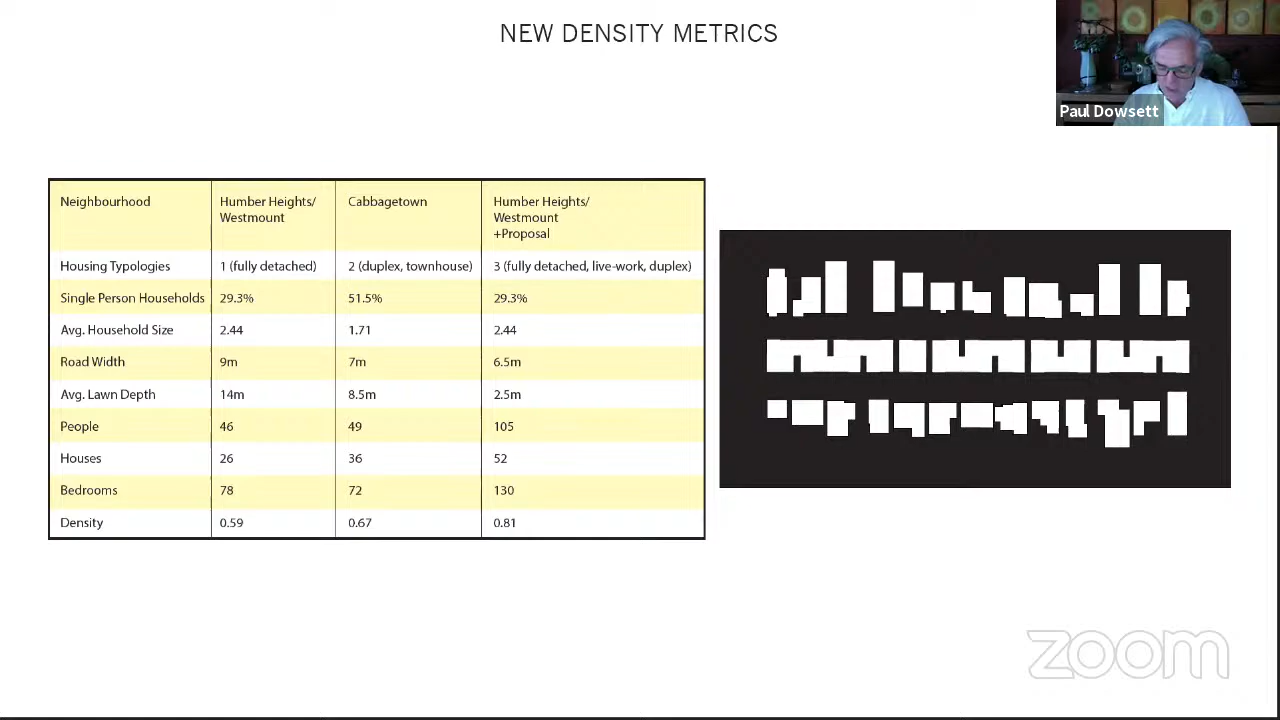 NEW DENSITY METRICS
Paul Dowsett
Neighbourhood Humber Heights/ Westmount Cabbagetown Humber Heights/ Westmount +Proposal
Housing Typologies 1 (fully detached) 2 (duplex, townhouse) 3 (fully detached, live-work, duplex)
Single Person Households 29.3% 51.5% 29.3%
Avg. Household Size 2.44 1.71 2.44
Road Width 9m 7m 6.5m
Avg. Lawn Depth 14m 8.5m 2.5m
People 46 49 105
Houses 26 36 52
Bedrooms 78 72 130
Density 0.59 0.67 0.81
zoom